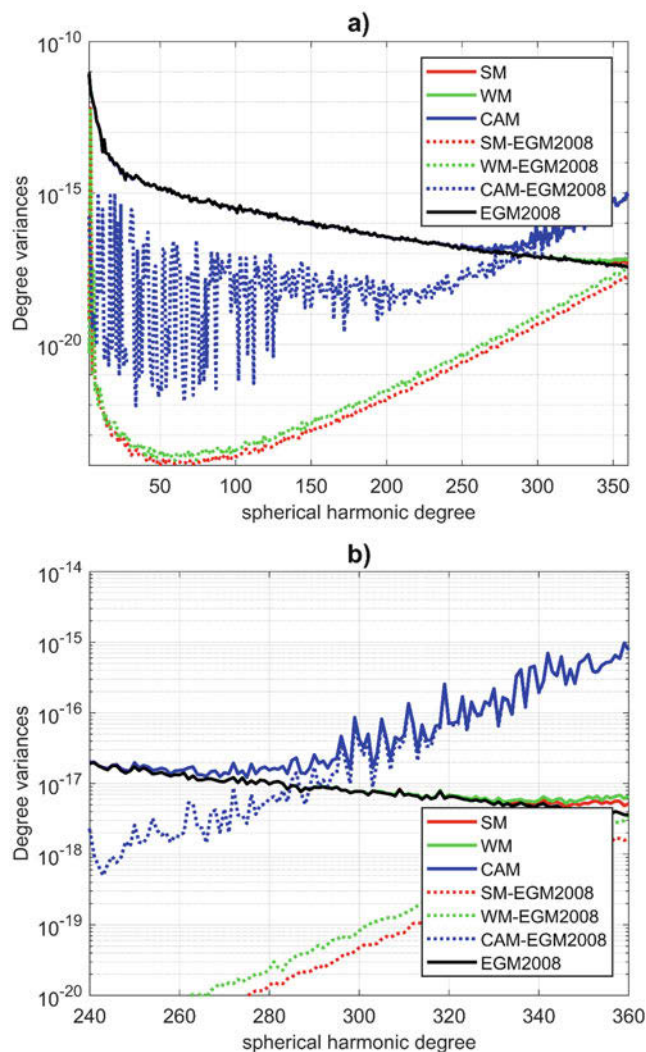 a)
10^-10
10^-15
10^-20
Degree variances
SM
WM
CAM
SM-EGM2008
WM-EGM2008
CAM-EGM2008
EGM2008
50 100 150 200 250 300 350
spherical harmonic degree
b)
10^-14
10^-15
10^-16
10^-17
10^-18
10^-19
10^-20
Degree variances
SM
WM
CAM
SM-EGM2008
WM-EGM2008
CAM-EGM2008
EGM2008
240 260 280 300 320 340 360
spherical harmonic degree